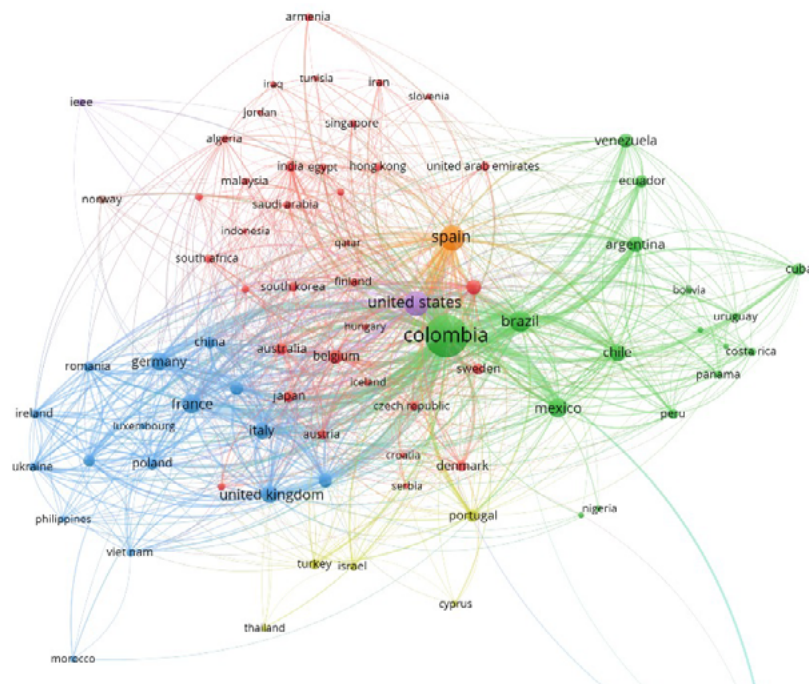 armenia
iraq
tunisia
iran
slovenia
ieee
jordan
singapore
algeria
venezuela
india
egypt
hong kong
united arab emirates
malaysia
ecuador
norway
saudi arabia
indonesia
qatar
spain
argentina
south africa
cuba
south korea
finland
bolivia
united states
hungary
colombia
brazil
uruguay
china
australia
belgium
chile
costa rica
romania
germany
iceland
sweden
panama
japan
czech republic
mexico
peru
ireland
france
luxembourg
italy
austria
croatia
denmark
ukraine
poland
serbia
united kingdom
nigeria
philippines
portugal
vietnam
turkey
israel
cyprus
thailand
morocco